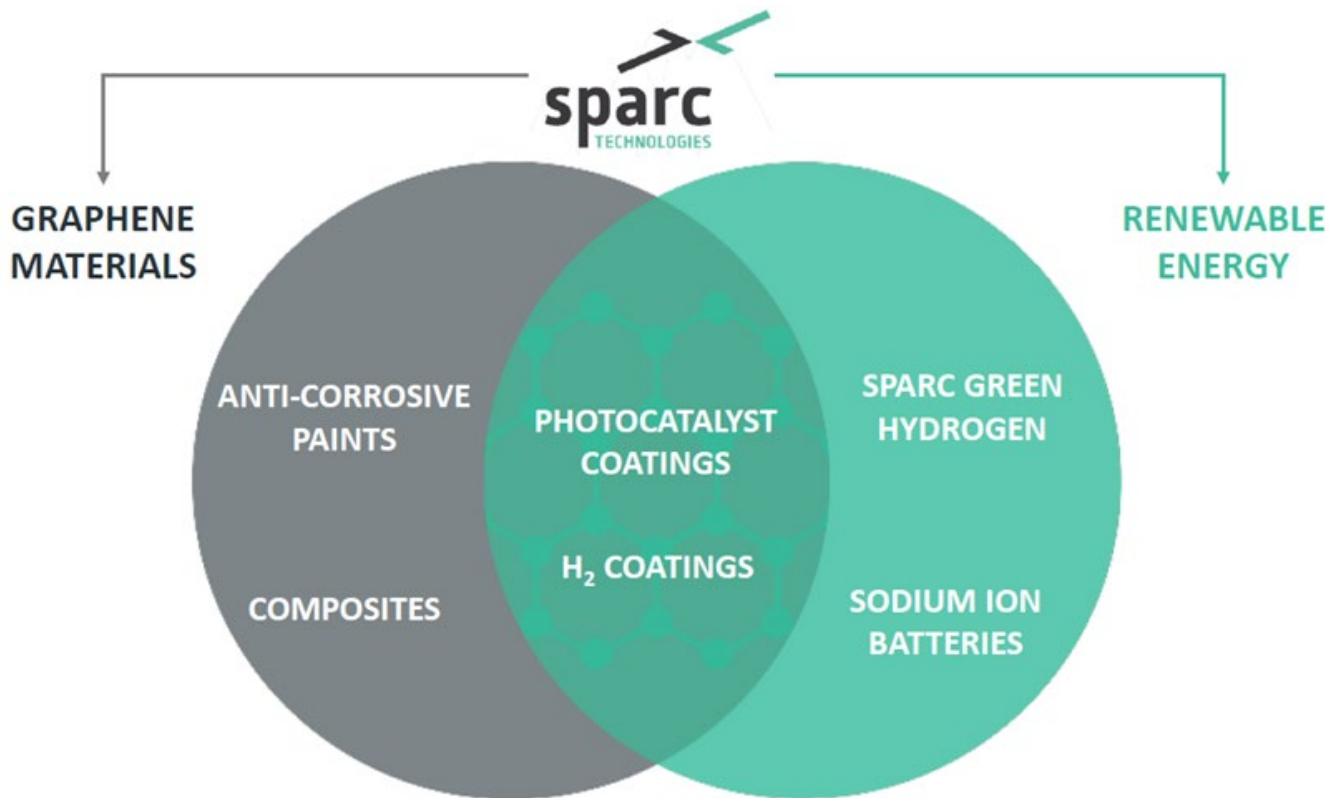 sparc
TECHNOLOGIES
GRAPHENE
MATERIALS
RENEWABLE
ENERGY
ANTI-CORROSIVE
PAINTS
COMPOSITES
PHOTOCATALYST
COATINGS
H₂ COATINGS
SPARC GREEN
HYDROGEN
SODIUM ION
BATTERIES